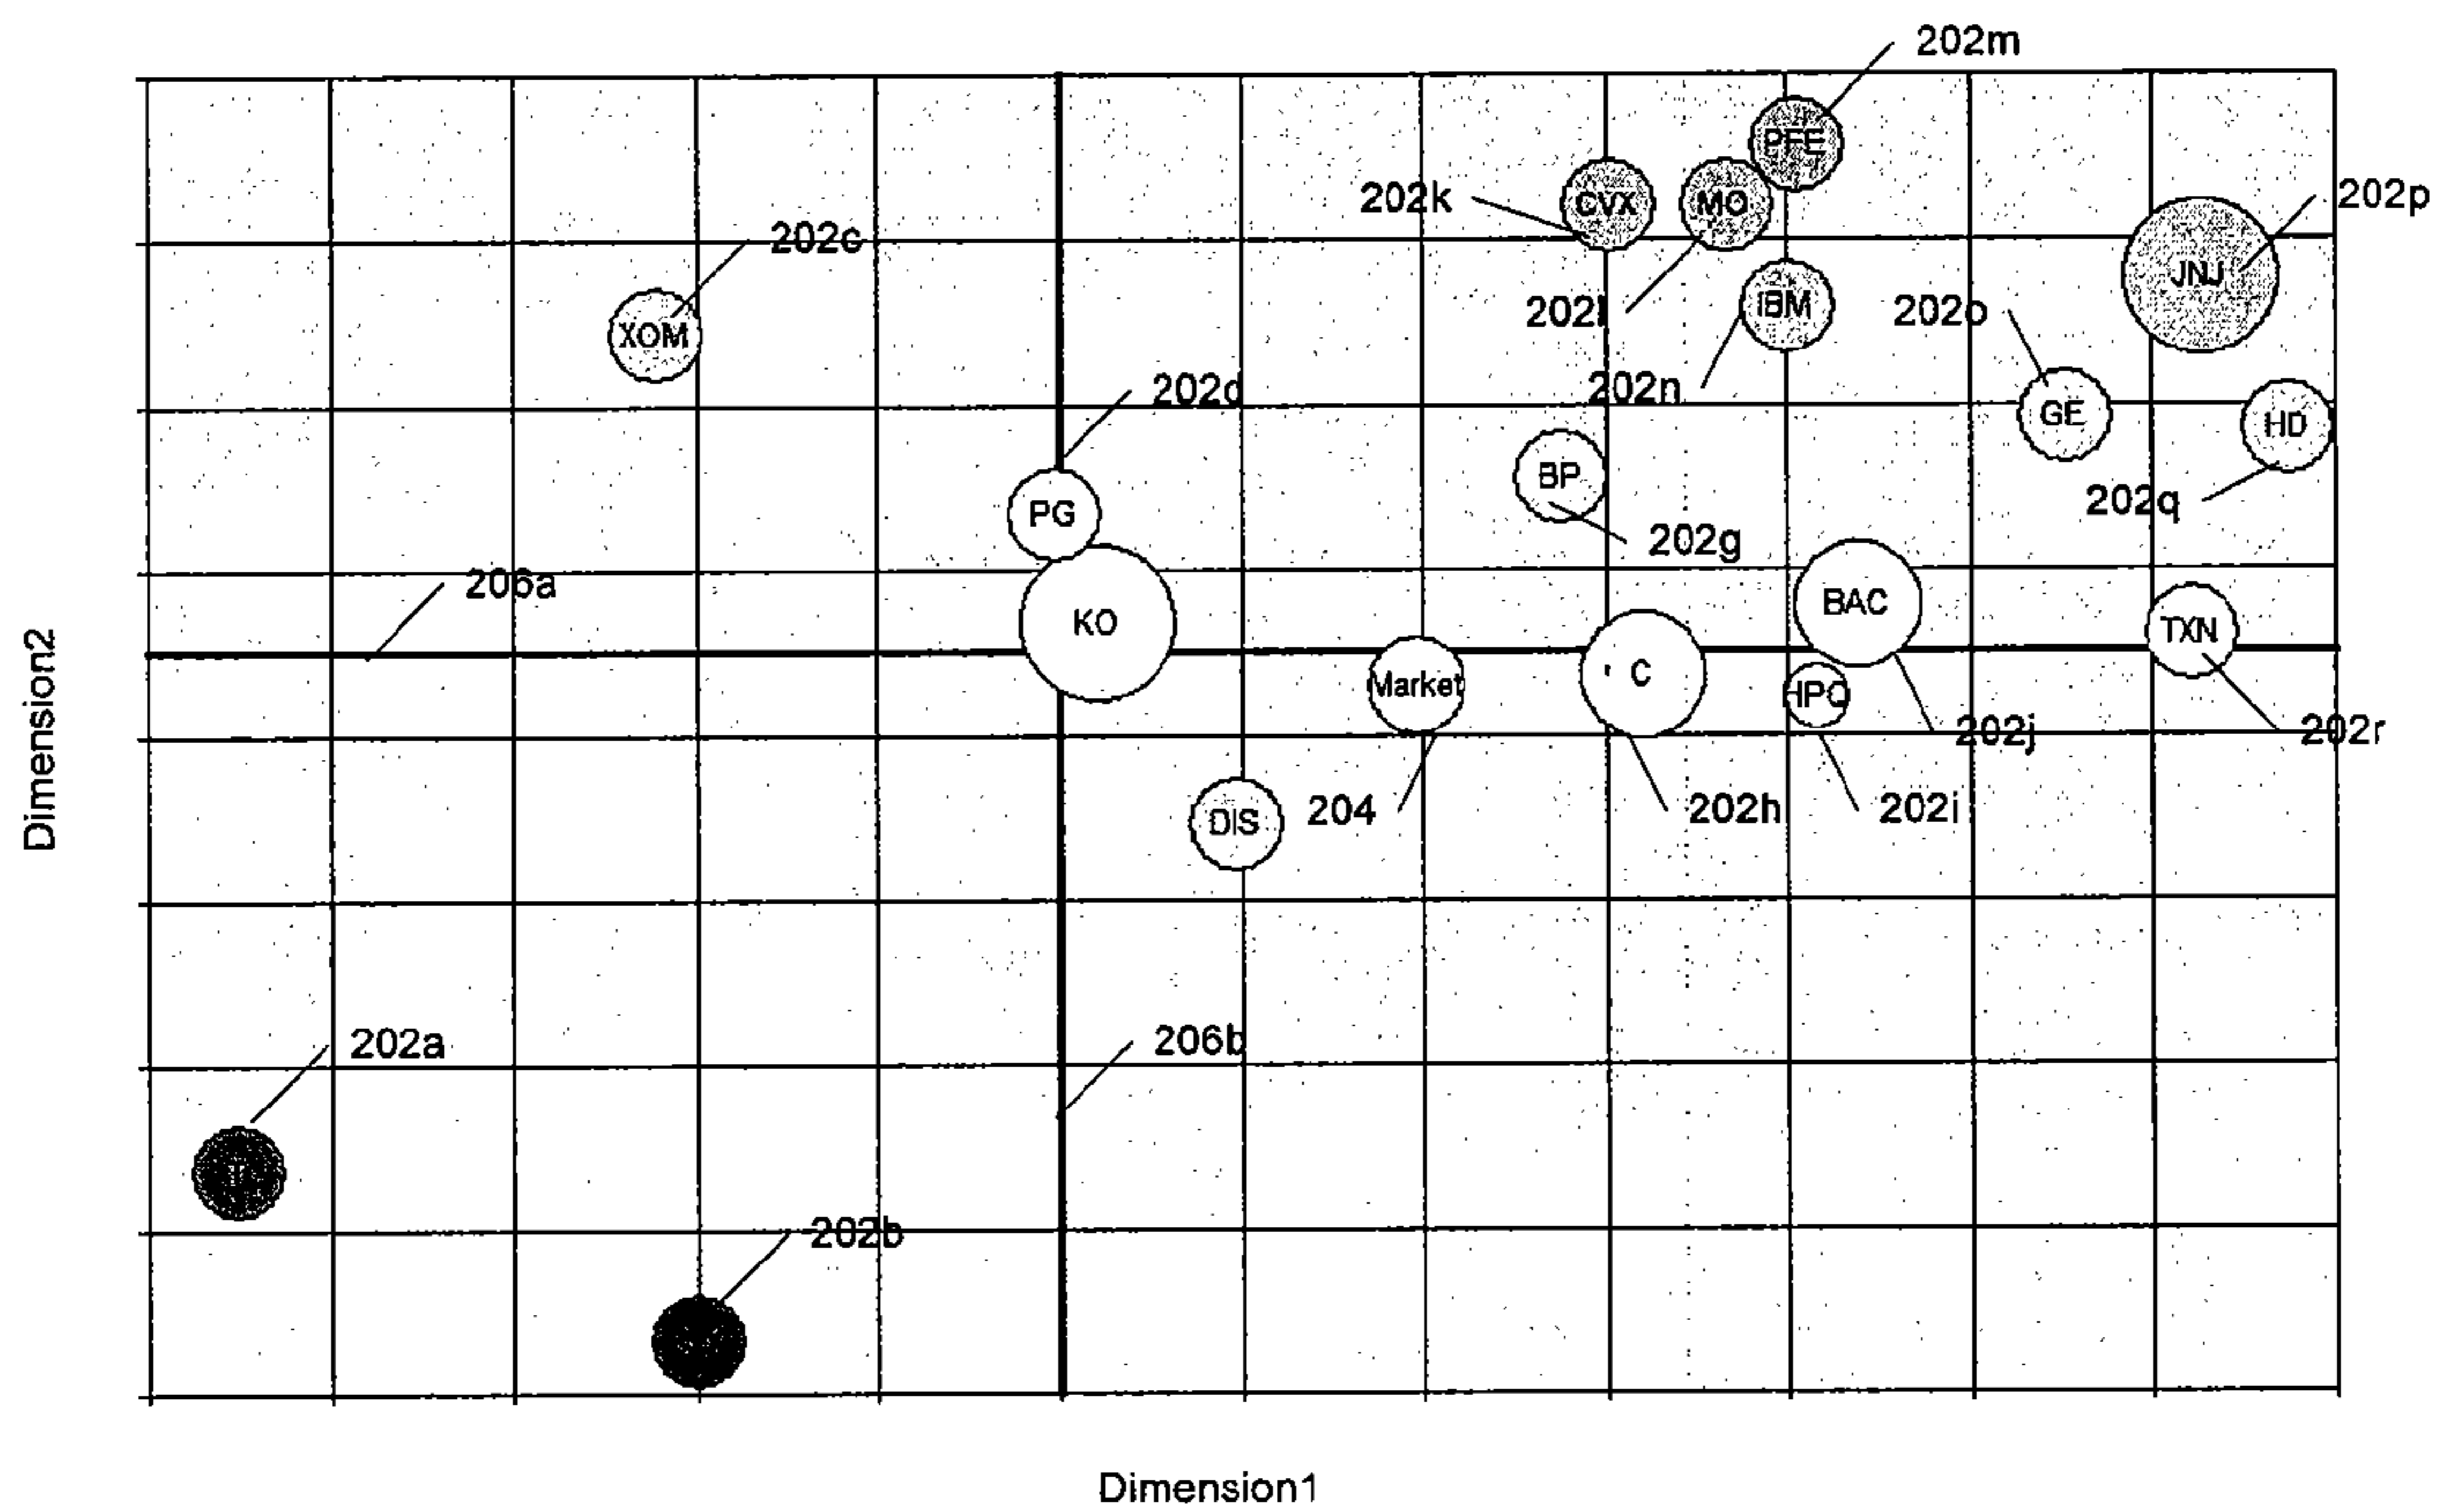 202m
PFE
202k
CVX
MO
202p
JNJ
202c
202l
IBM
202o
XOM
202n
202d
GE
HD
BP
202q
PG
202g
206a
BAC
KO
TXN
Dimension2
Market
C
HPQ
202j
202r
DIS
204
202h
202i
202a
206b
T
202b
Dimension1